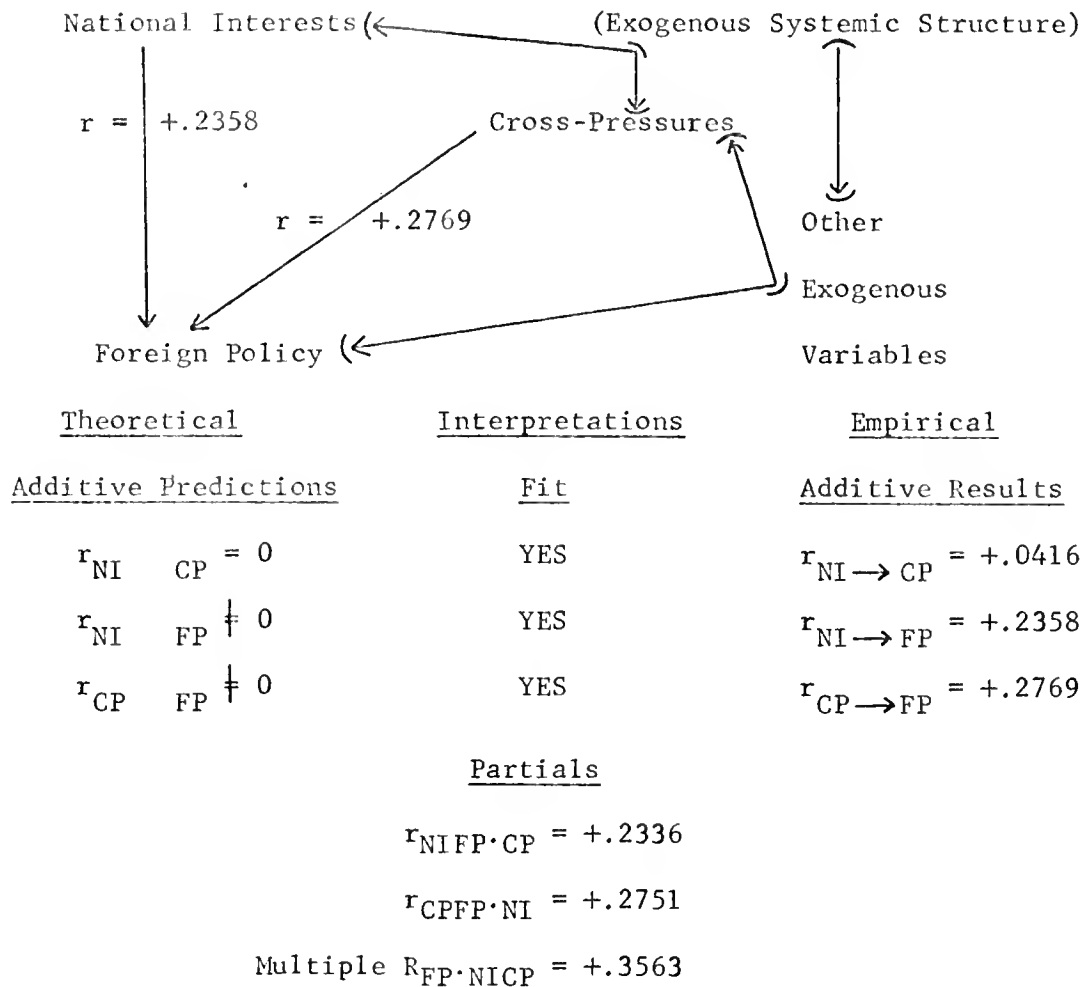 National Interests (Exogenous Systemic Structure)
r = +.2358 Cross-Pressures
r = +.2769 Other
Exogenous
Foreign Policy Variables
Theoretical Interpretations Empirical
Additive Predictions Fit Additive Results
r_NI CP = 0 YES r_NI→CP = +.0416
r_NI FP ≠ 0 YES r_NI→FP = +.2358
r_CP FP ≠ 0 YES r_CP→FP = +.2769
Partials
r_NIFP·CP = +.2336
r_CPFP·NI = +.2751
Multiple R_FP·NICP = +.3563